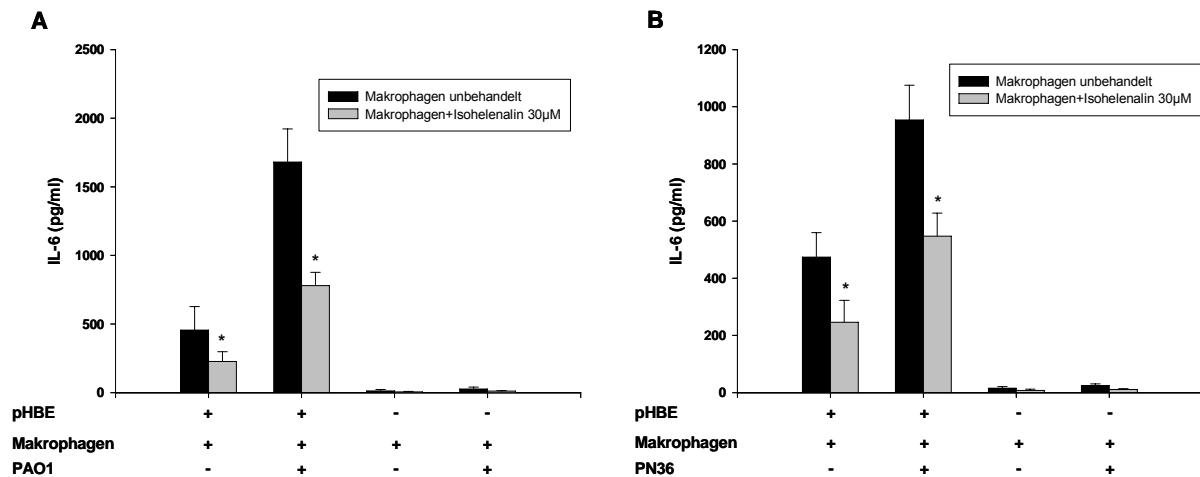 A
2500
2000
1500
1000
500
0
IL-6 (pg/ml)
Makrophagen unbehandelt
Makrophagen+Isohelenalin 30µM
*
*
pHBE + + - -
Makrophagen + + + +
PAO1 - + - +
B
1200
1000
800
600
400
200
0
IL-6 (pg/ml)
Makrophagen unbehandelt
Makrophagen+Isohelenalin 30µM
*
*
pHBE + + - -
Makrophagen + + + +
PN36 - + - +